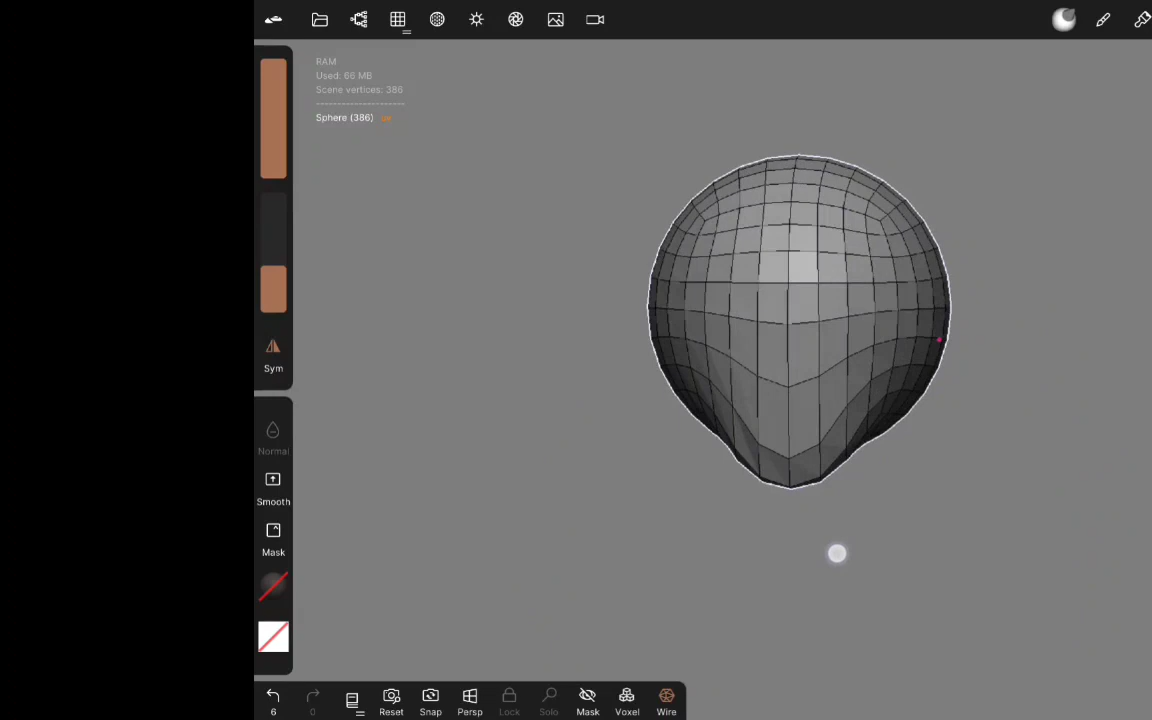 RAM
Used: 66 MB
Scene vertices: 386
----------------------
Sphere (386)
Sym
Normal
Smooth
Mask
6
0
Reset
Snap
Persp
Lock
Solo
Mask
Voxel
Wire